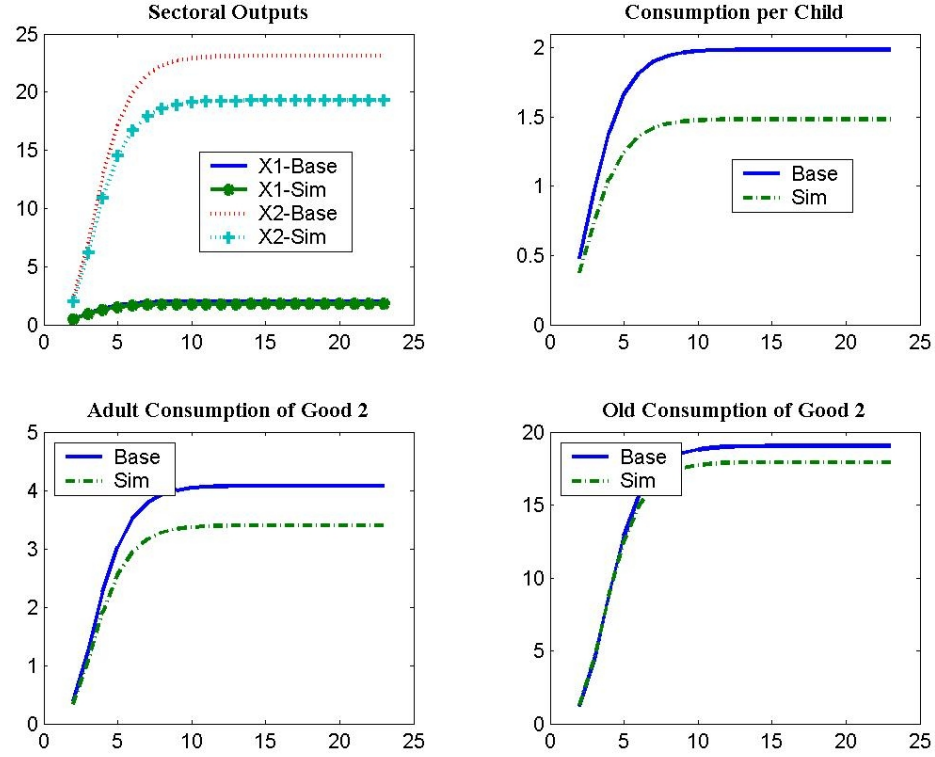 Sectoral Outputs
25
20
15
10
5
0
X1-Base
X1-Sim
X2-Base
X2-Sim
0 5 10 15 20 25
Consumption per Child
2
1.5
1
0.5
0
Base
Sim
0 5 10 15 20 25
Adult Consumption of Good 2
5
4
3
2
1
0
Base
Sim
0 5 10 15 20 25
Old Consumption of Good 2
20
15
10
5
0
Base
Sim
0 5 10 15 20 25